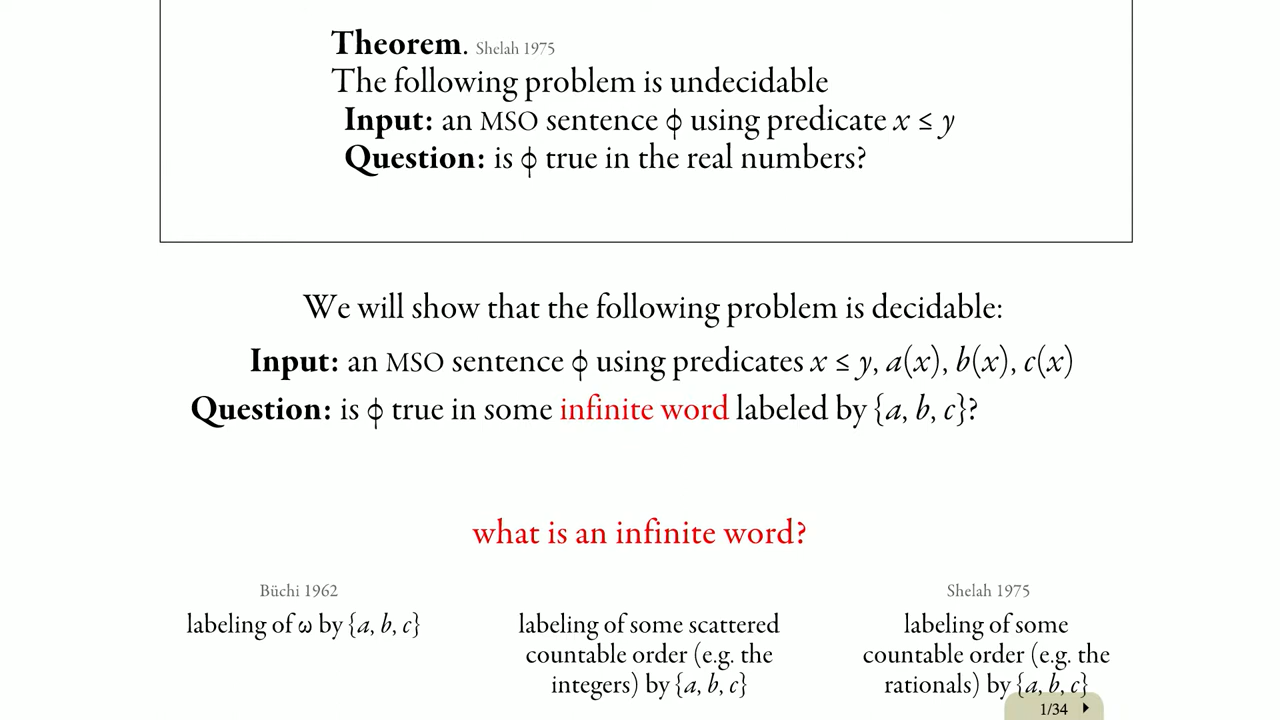 Theorem. Shelah 1975
The following problem is undecidable
Input: an MSO sentence ϕ using predicate x ≤ y
Question: is ϕ true in the real numbers?
We will show that the following problem is decidable:
Input: an MSO sentence ϕ using predicates x ≤ y, a(x), b(x), c(x)
Question: is ϕ true in some infinite word labeled by {a, b, c}?
what is an infinite word?
Büchi 1962
labeling of ω by {a, b, c}
labeling of some scattered
countable order (e.g. the
integers) by {a, b, c}
Shelah 1975
labeling of some
countable order (e.g. the
rationals) by {a, b, c}
1/34